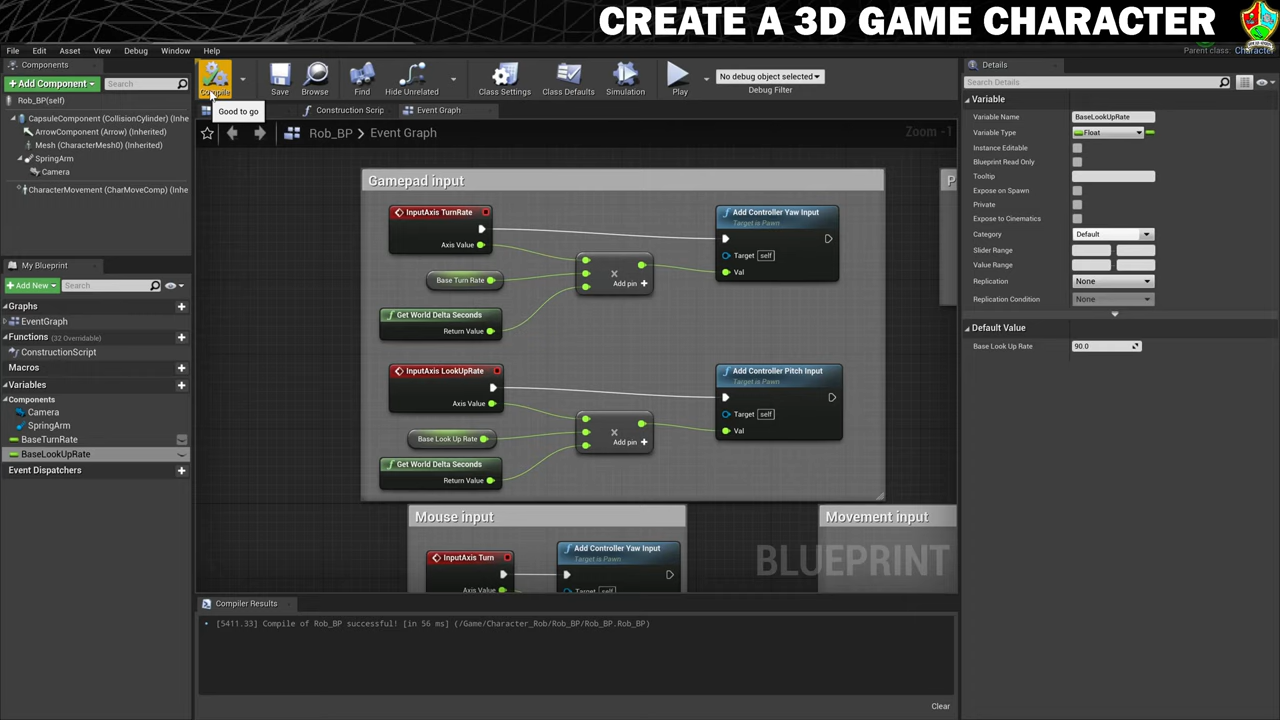 CREATE A 3D GAME CHARACTER
File Edit Asset View Debug Window Help
Parent class: Character
Components
Add Component
Search
Rob_BP(self)
CapsuleComponent (CollisionCylinder) (Inhe
ArrowComponent (Arrow) (Inherited)
Mesh (CharacterMesh0) (Inherited)
SpringArm
Camera
CharacterMovement (CharMoveComp) (Inhe
My Blueprint
Add New
Search
Graphs
EventGraph
Functions (32 Overridable)
ConstructionScript
Macros
Variables
Components
Camera
SpringArm
BaseTurnRate
BaseLookUpRate
Event Dispatchers
Compile
Save
Browse
Find
Hide Unrelated
Class Settings
Class Defaults
Simulation
Play
No debug object selected
Debug Filter
Good to go
Construction Scrip
Event Graph
Rob_BP
Event Graph
Zoom -1
Gamepad input
InputAxis TurnRate
Axis Value
Base Turn Rate
Get World Delta Seconds
Return Value
Add pin
Add Controller Yaw Input
Target is Pawn
Target self
Val
InputAxis LookUpRate
Axis Value
Base Look Up Rate
Get World Delta Seconds
Return Value
Add pin
Add Controller Pitch Input
Target is Pawn
Target self
Val
P
Mouse input
InputAxis Turn
Axis Value
Add Controller Yaw Input
Target is Pawn
Target self
Movement input
BLUEPRINT
Compiler Results
[5411.33] Compile of Rob_BP successful! [in 56 ms] (/Game/Character_Rob/Rob_BP/Rob_BP.Rob_BP)
Clear
Details
Search Details
Variable
Variable Name BaseLookUpRate
Variable Type Float
Instance Editable
Blueprint Read Only
Tooltip
Expose on Spawn
Private
Expose to Cinematics
Category Default
Slider Range
Value Range
Replication None
Replication Condition None
Default Value
Base Look Up Rate 90.0